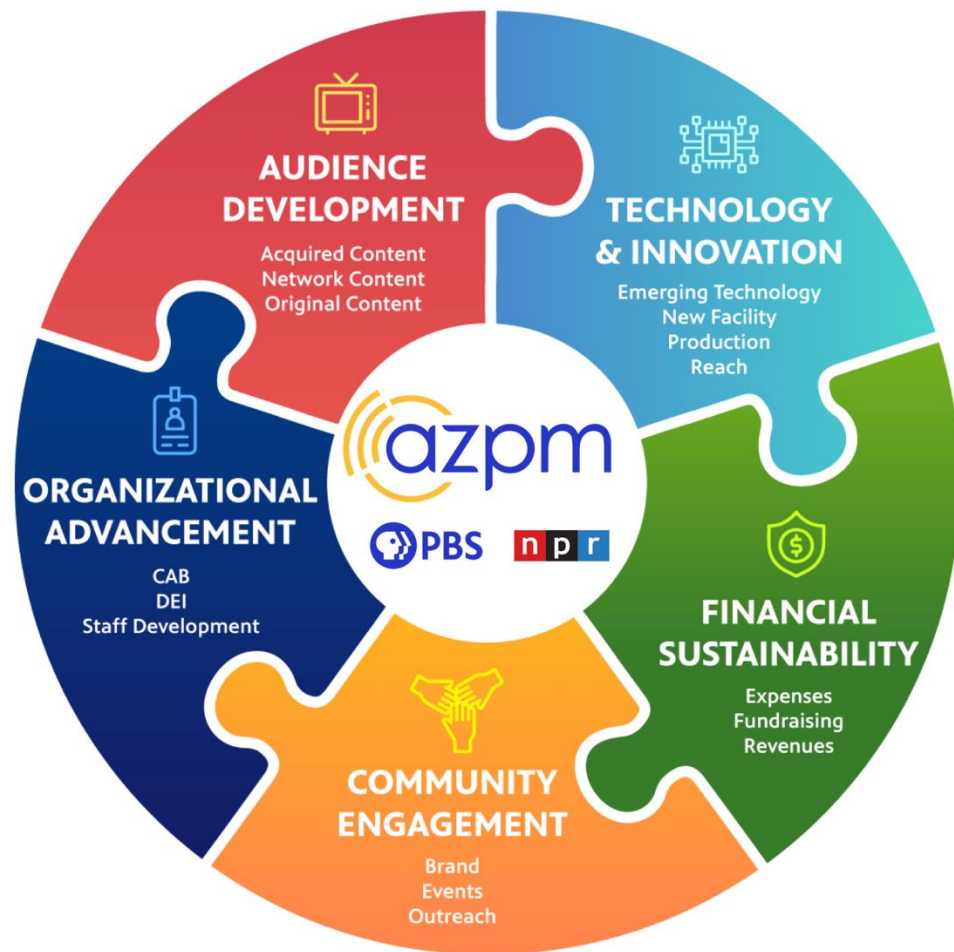 AUDIENCE
DEVELOPMENT
Acquired Content
Network Content
Original Content
TECHNOLOGY
& INNOVATION
Emerging Technology
New Facility
Production
Reach
FINANCIAL
SUSTAINABILITY
Expenses
Fundraising
Revenues
COMMUNITY
ENGAGEMENT
Brand
Events
Outreach
ORGANIZATIONAL
ADVANCEMENT
CAB
DEI
Staff Development
azpm
PBS
npr